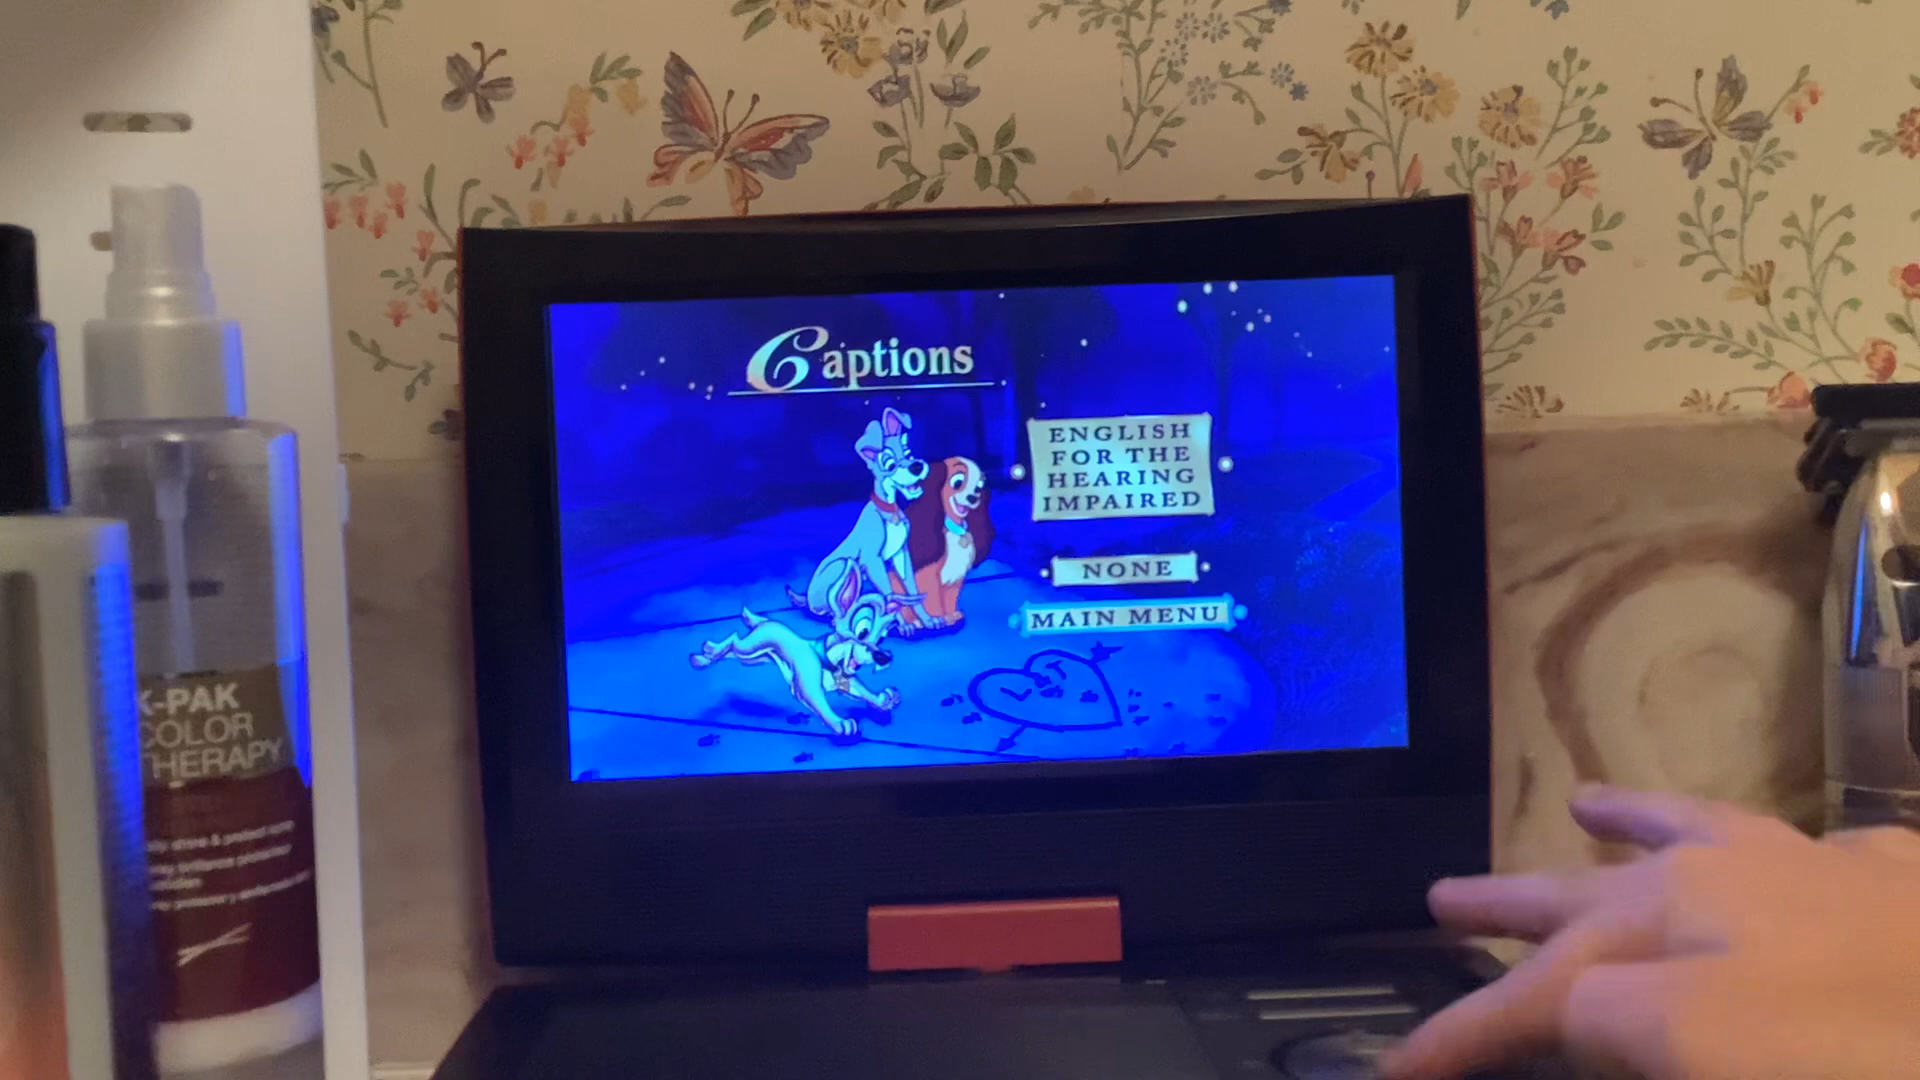 Captions
ENGLISH
FOR THE
HEARING
IMPAIRED
NONE
MAIN MENU
L
T
K-PAK
COLOR
THERAPY